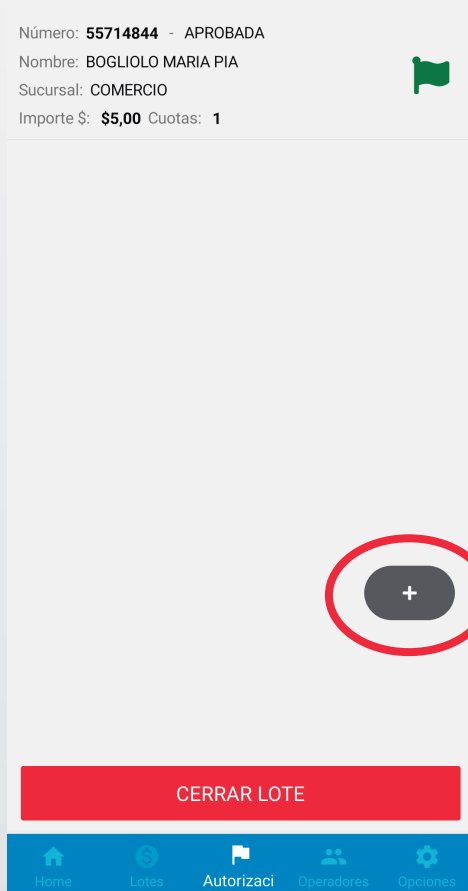 Número: 55714844 - APROBADA
Nombre: BOGLIOLO MARIA PIA
Sucursal: COMERCIO
Importe $: $5,00 Cuotas: 1
+
CERRAR LOTE
Home Lotes Autorizaci Operadores Opciones